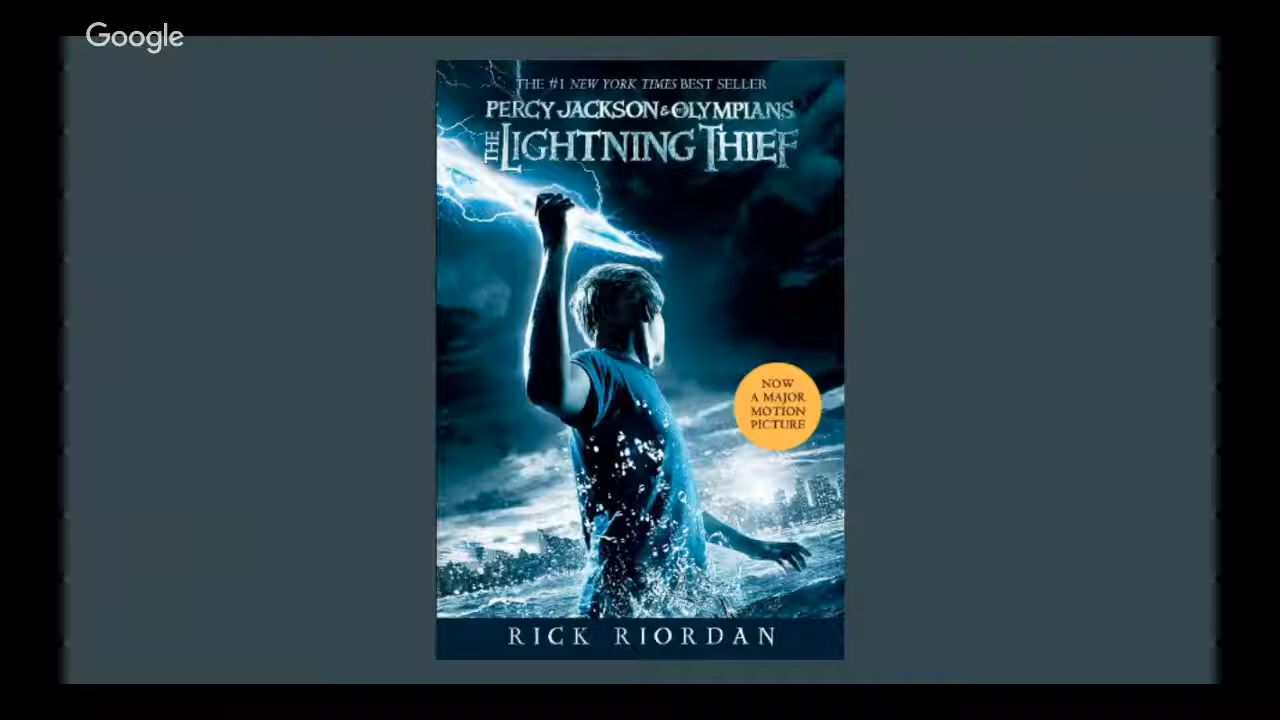 Google
THE #1 NEW YORK TIMES BEST SELLER
PERCY JACKSON & OLYMPIANS
THE LIGHTNING THIEF
NOW
A MAJOR
MOTION
PICTURE
RICK RIORDAN